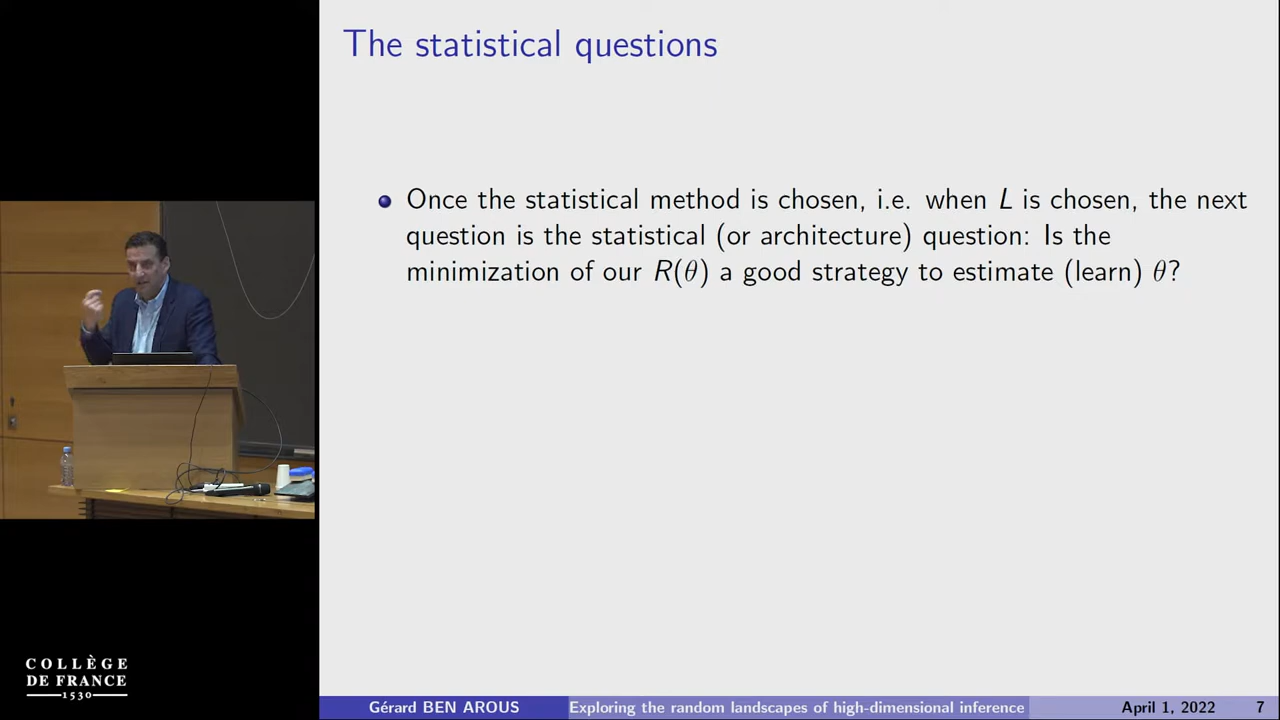 The statistical questions
Once the statistical method is chosen, i.e. when L is chosen, the next
question is the statistical (or architecture) question: Is the
minimization of our R(θ) a good strategy to estimate (learn) θ?
COLLÈGE
DE FRANCE
1530
Gérard BEN AROUS Exploring the random landscapes of high-dimensional inference April 1, 2022 7